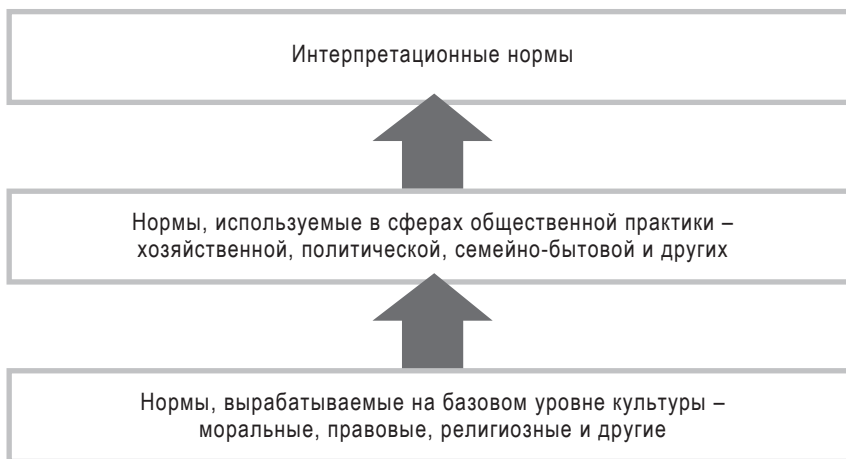 Интерпретационные нормы
Нормы, используемые в сферах общественной практики –
хозяйственной, политической, семейно-бытовой и других
Нормы, вырабатываемые на базовом уровне культуры –
моральные, правовые, религиозные и другие